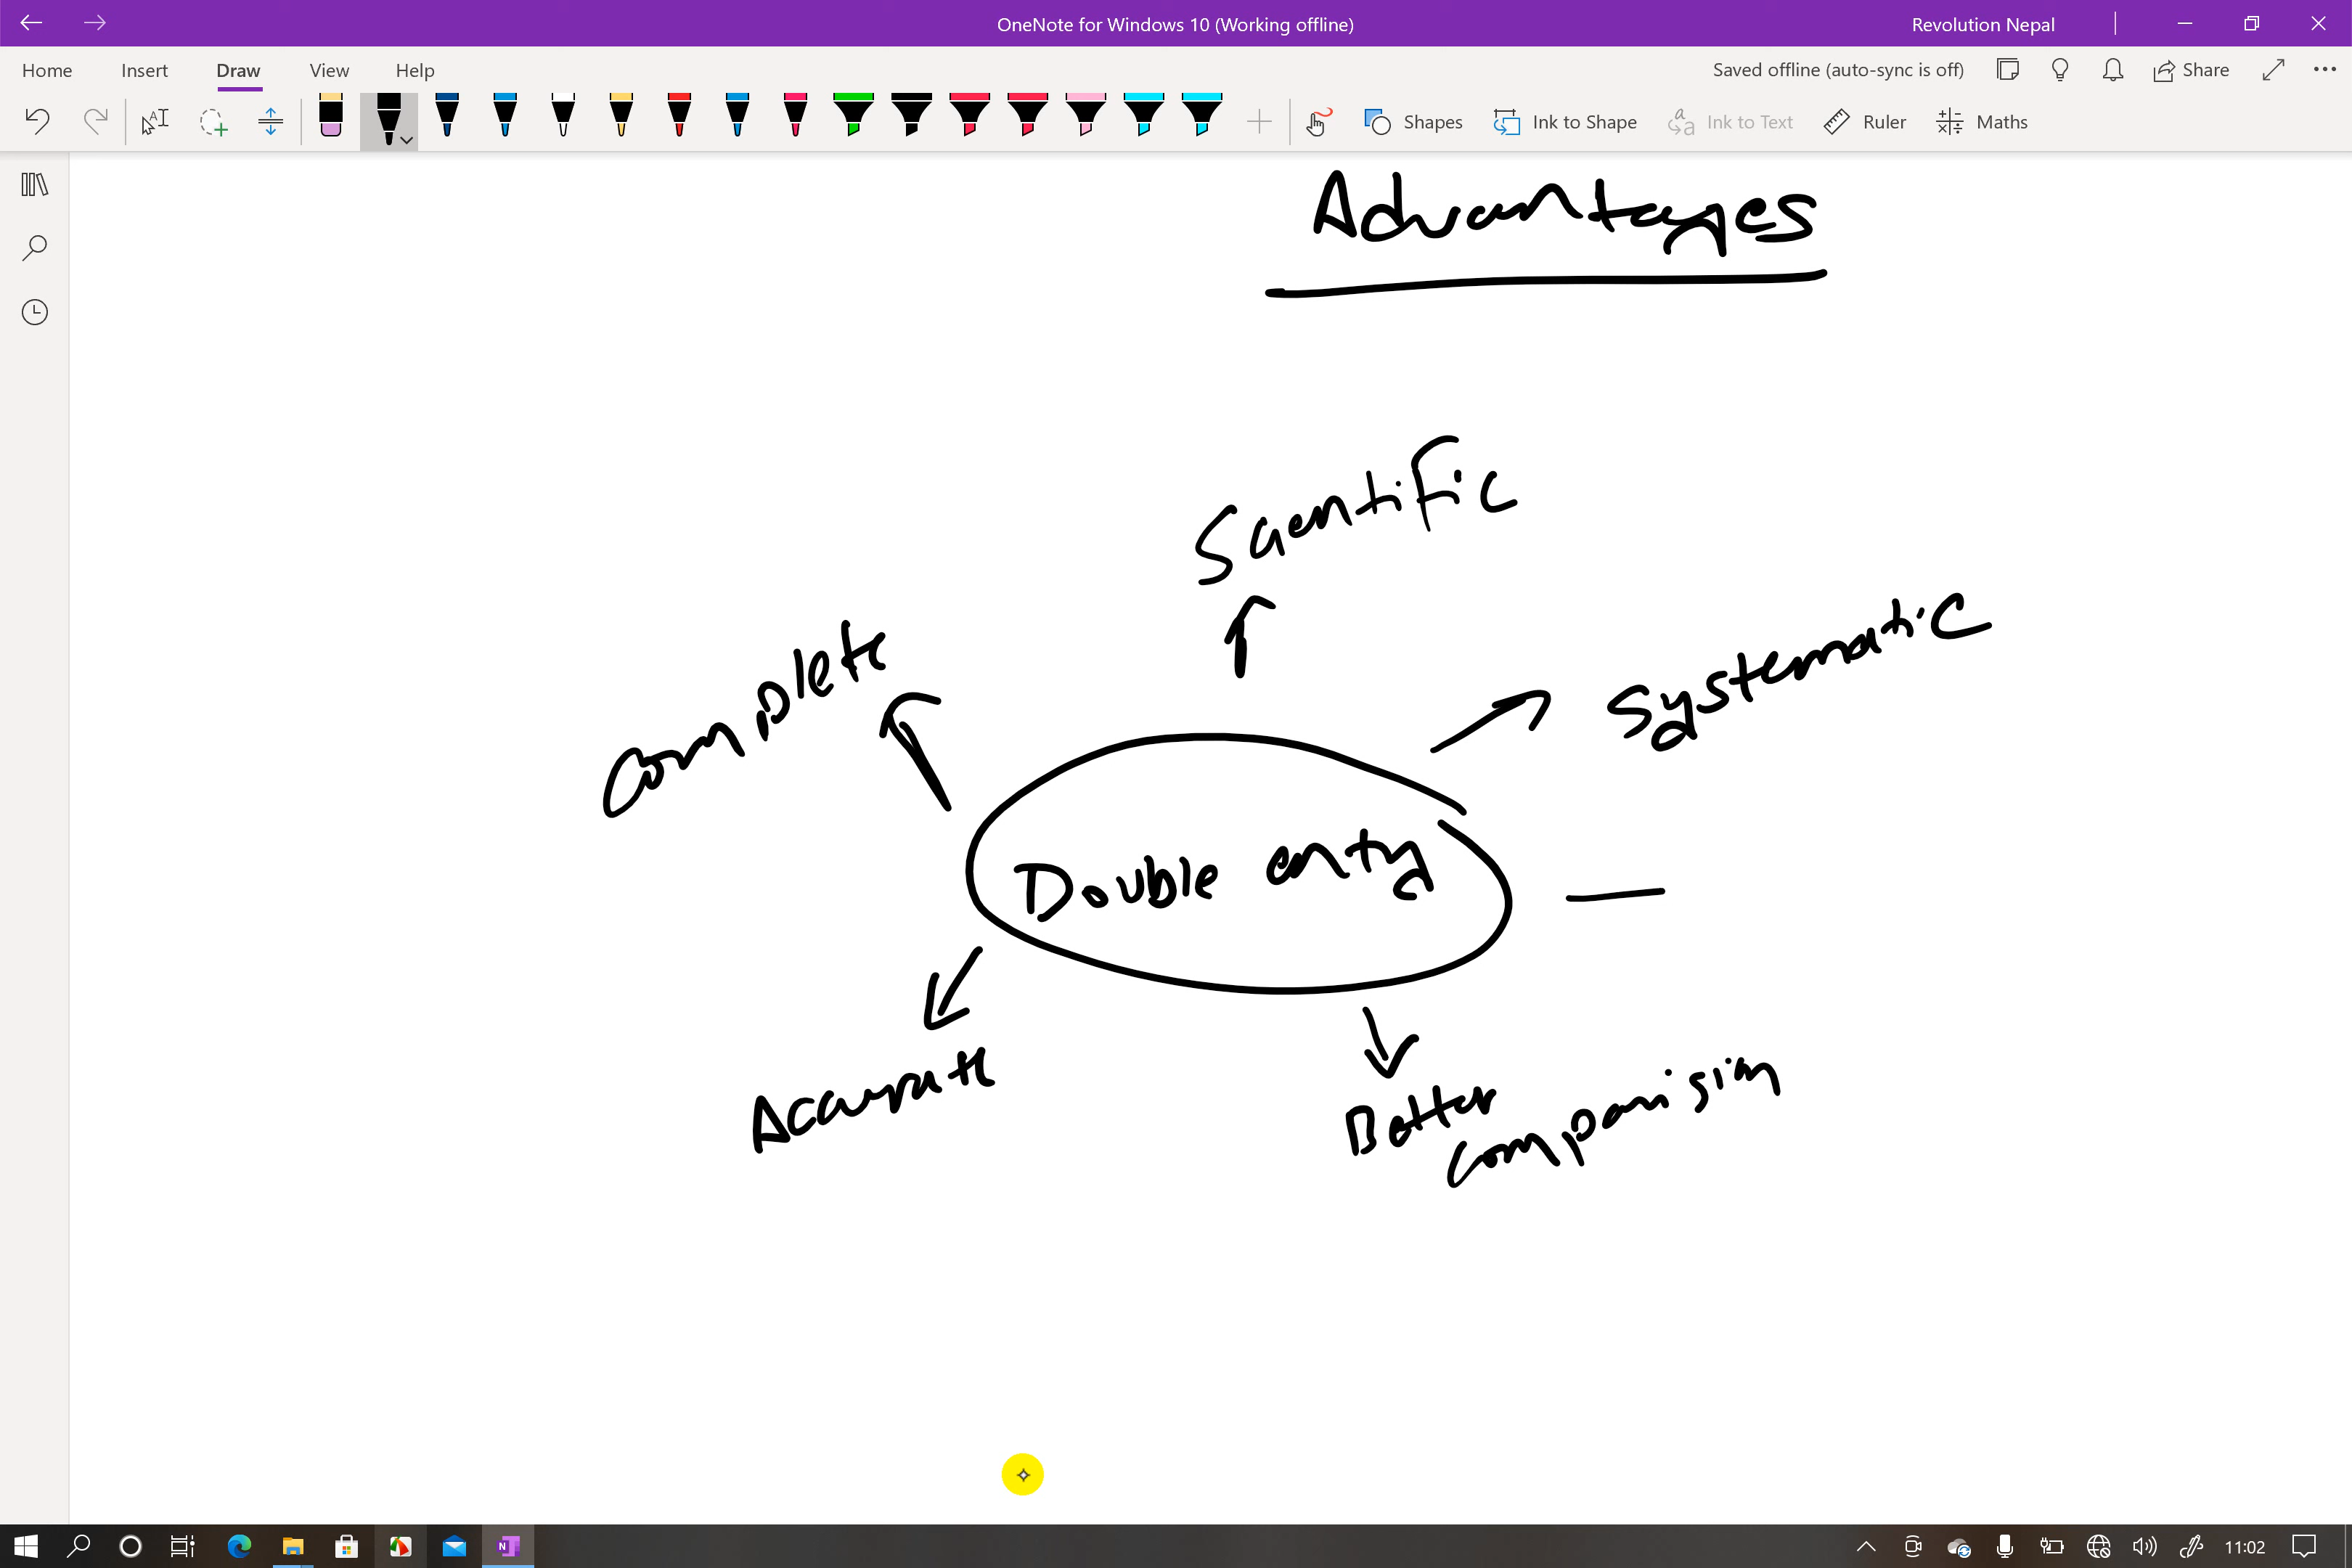 OneNote for Windows 10 (Working offline)
Revolution Nepal
Home Insert Draw View Help
Saved offline (auto-sync is off)
Share
Shapes
Ink to Shape
Ink to Text
Ruler
Maths
Advantages
Scientific
Complete
Systematic
Double entry
Accurate
Better
Comparision
11:02